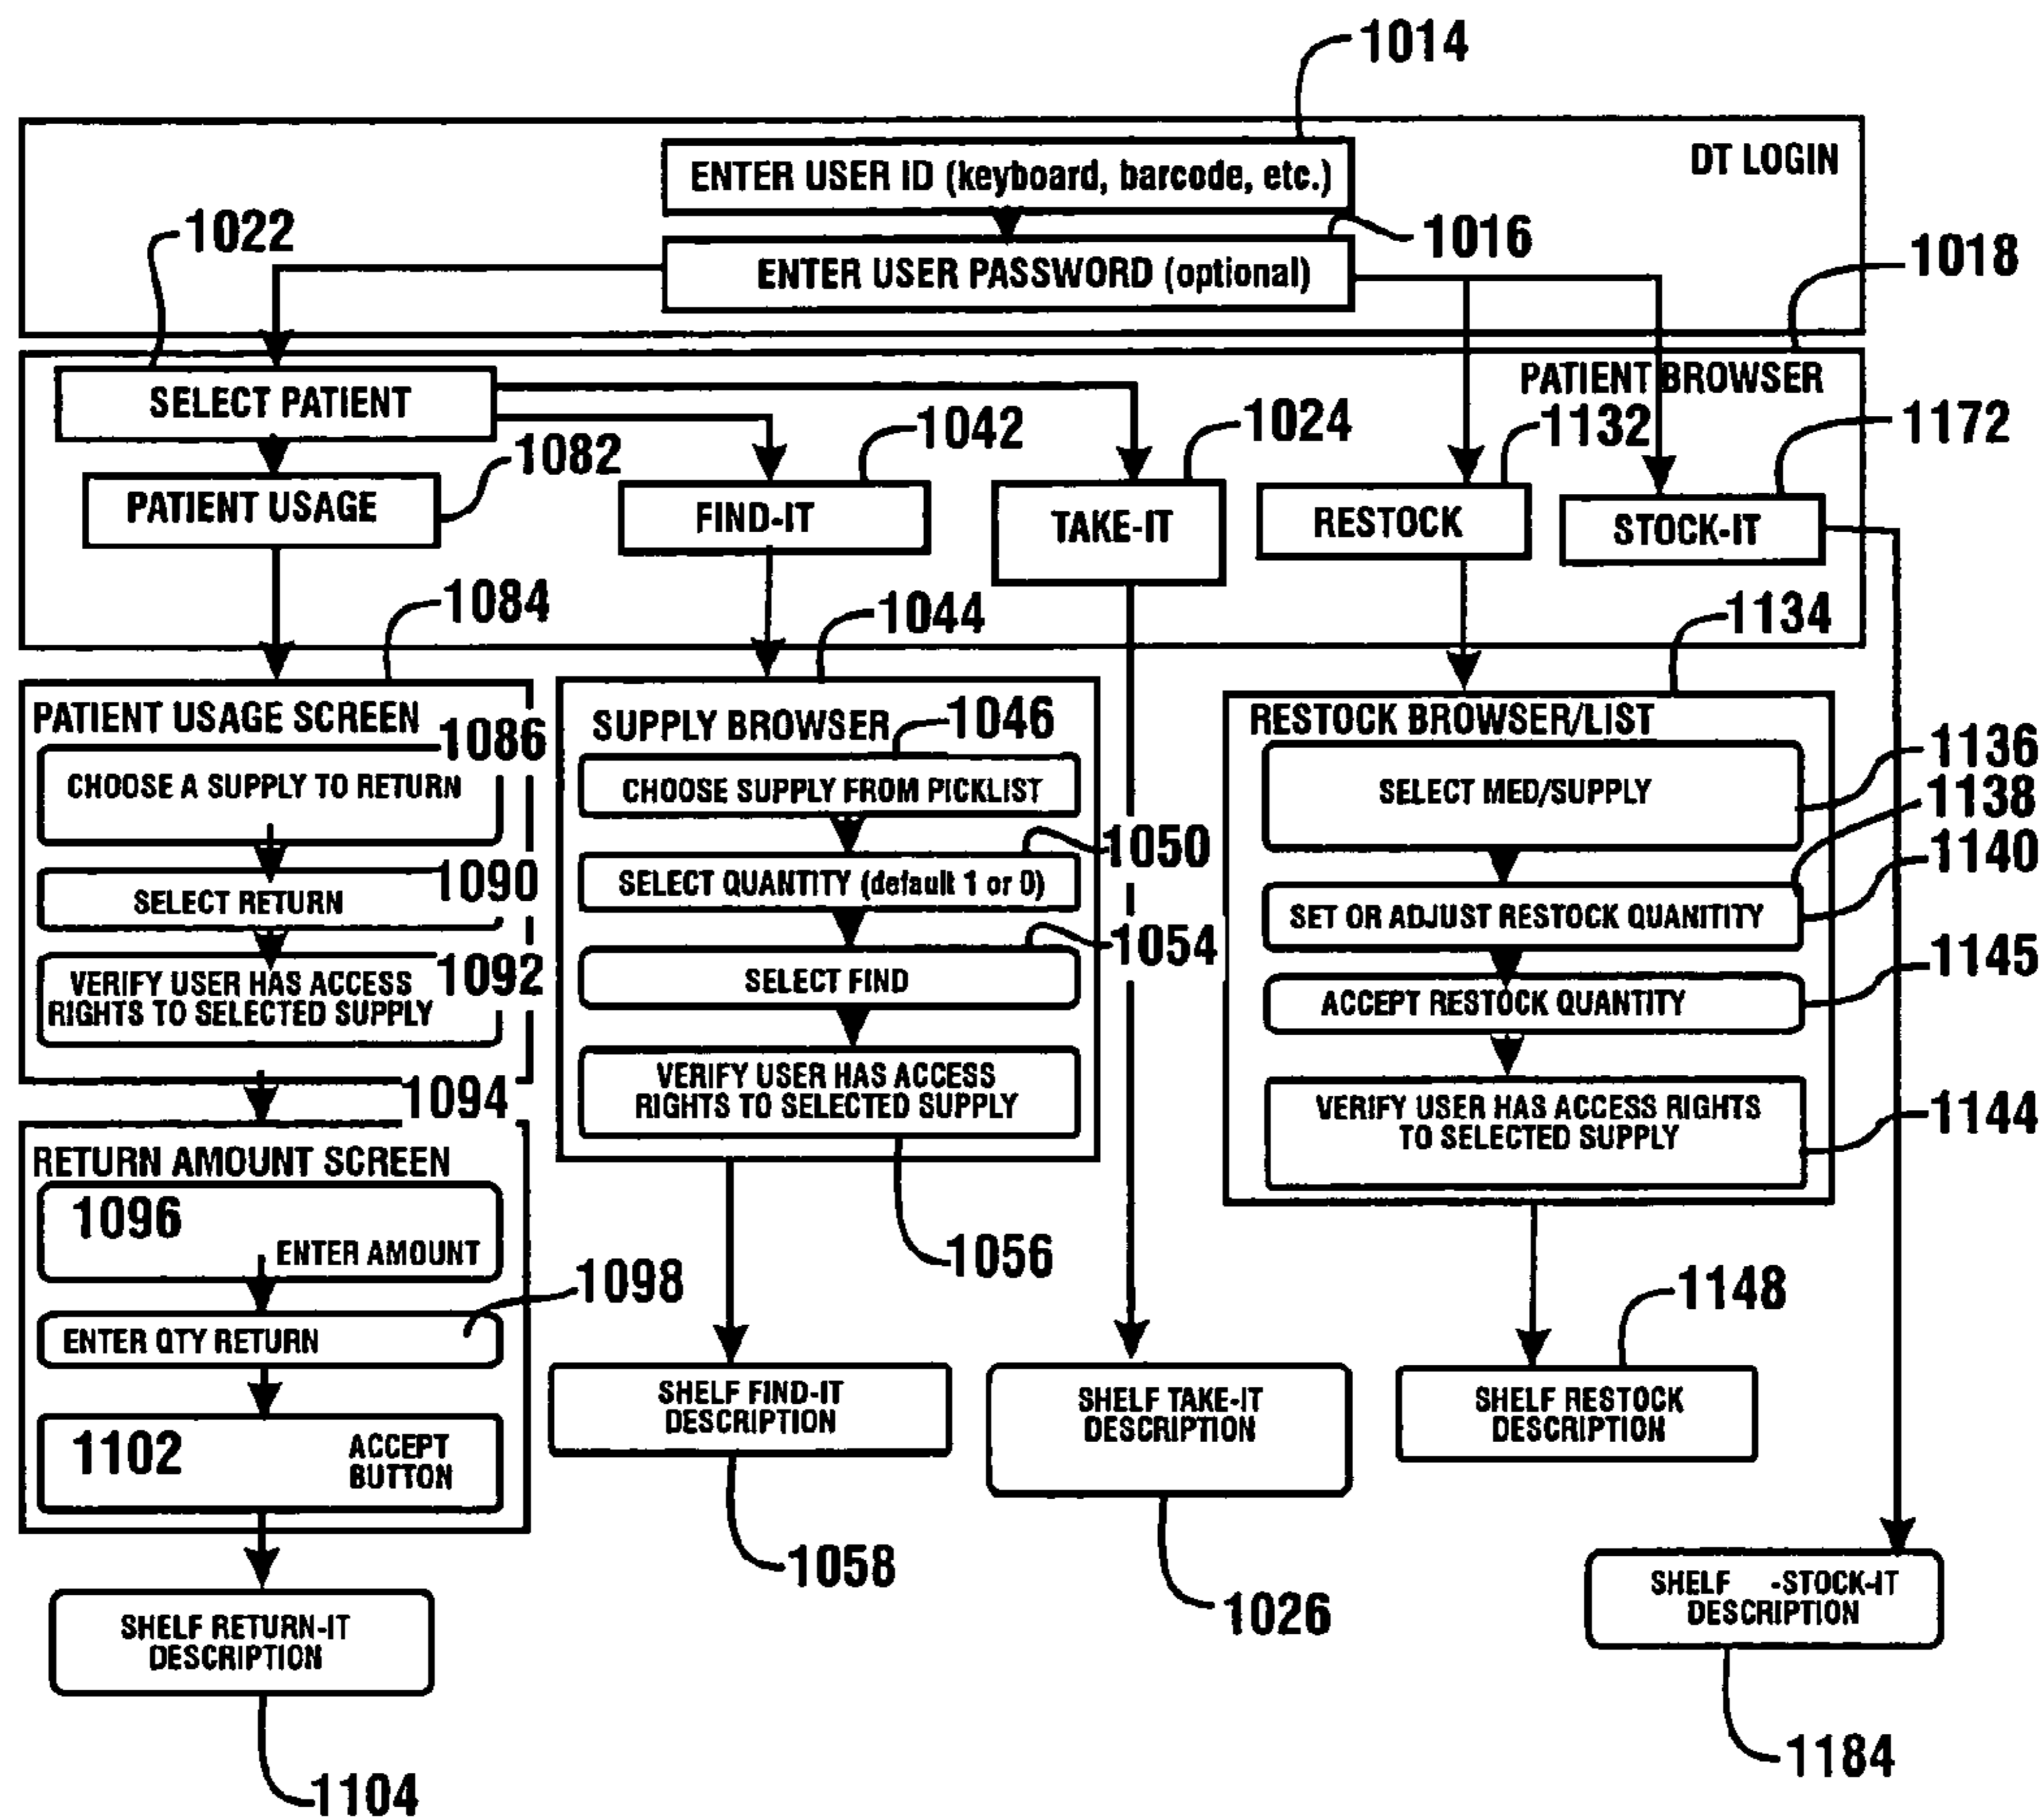 1014
DT LOGIN
ENTER USER ID (keyboard, barcode, etc.)
1022
1016
ENTER USER PASSWORD (optional)
1018
PATIENT BROWSER
SELECT PATIENT
1042
1024
1132
1172
1082
PATIENT USAGE
FIND-IT
TAKE-IT
RESTOCK
STOCK-IT
1084
1044
1134
PATIENT USAGE SCREEN
1086
CHOOSE A SUPPLY TO RETURN
1090
SELECT RETURN
1092
VERIFY USER HAS ACCESS
RIGHTS TO SELECTED SUPPLY
1094
RETURN AMOUNT SCREEN
1096
ENTER AMOUNT
1098
ENTER QTY RETURN
1102
ACCEPT
BUTTON
SHELF RETURN-IT
DESCRIPTION
1104
SUPPLY BROWSER
1046
CHOOSE SUPPLY FROM PICKLIST
1050
SELECT QUANTITY (default 1 or 0)
1054
SELECT FIND
VERIFY USER HAS ACCESS
RIGHTS TO SELECTED SUPPLY
1056
SHELF FIND-IT
DESCRIPTION
1058
SHELF TAKE-IT
DESCRIPTION
1026
RESTOCK BROWSER/LIST
1136
SELECT MED/SUPPLY
1138
1140
SET OR ADJUST RESTOCK QUANITITY
1145
ACCEPT RESTOCK QUANTITY
VERIFY USER HAS ACCESS RIGHTS
TO SELECTED SUPPLY
1144
1148
SHELF RESTOCK
DESCRIPTION
SHELF -STOCK-IT
DESCRIPTION
1184